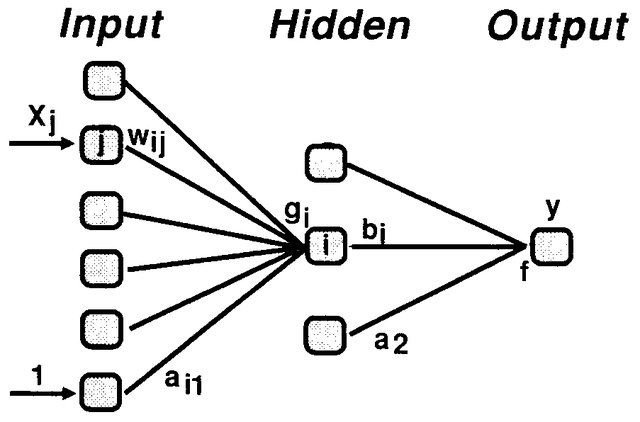 Input Hidden Output
Xj
j
wij
gi
i
bi
y
f
1
ai1
a2